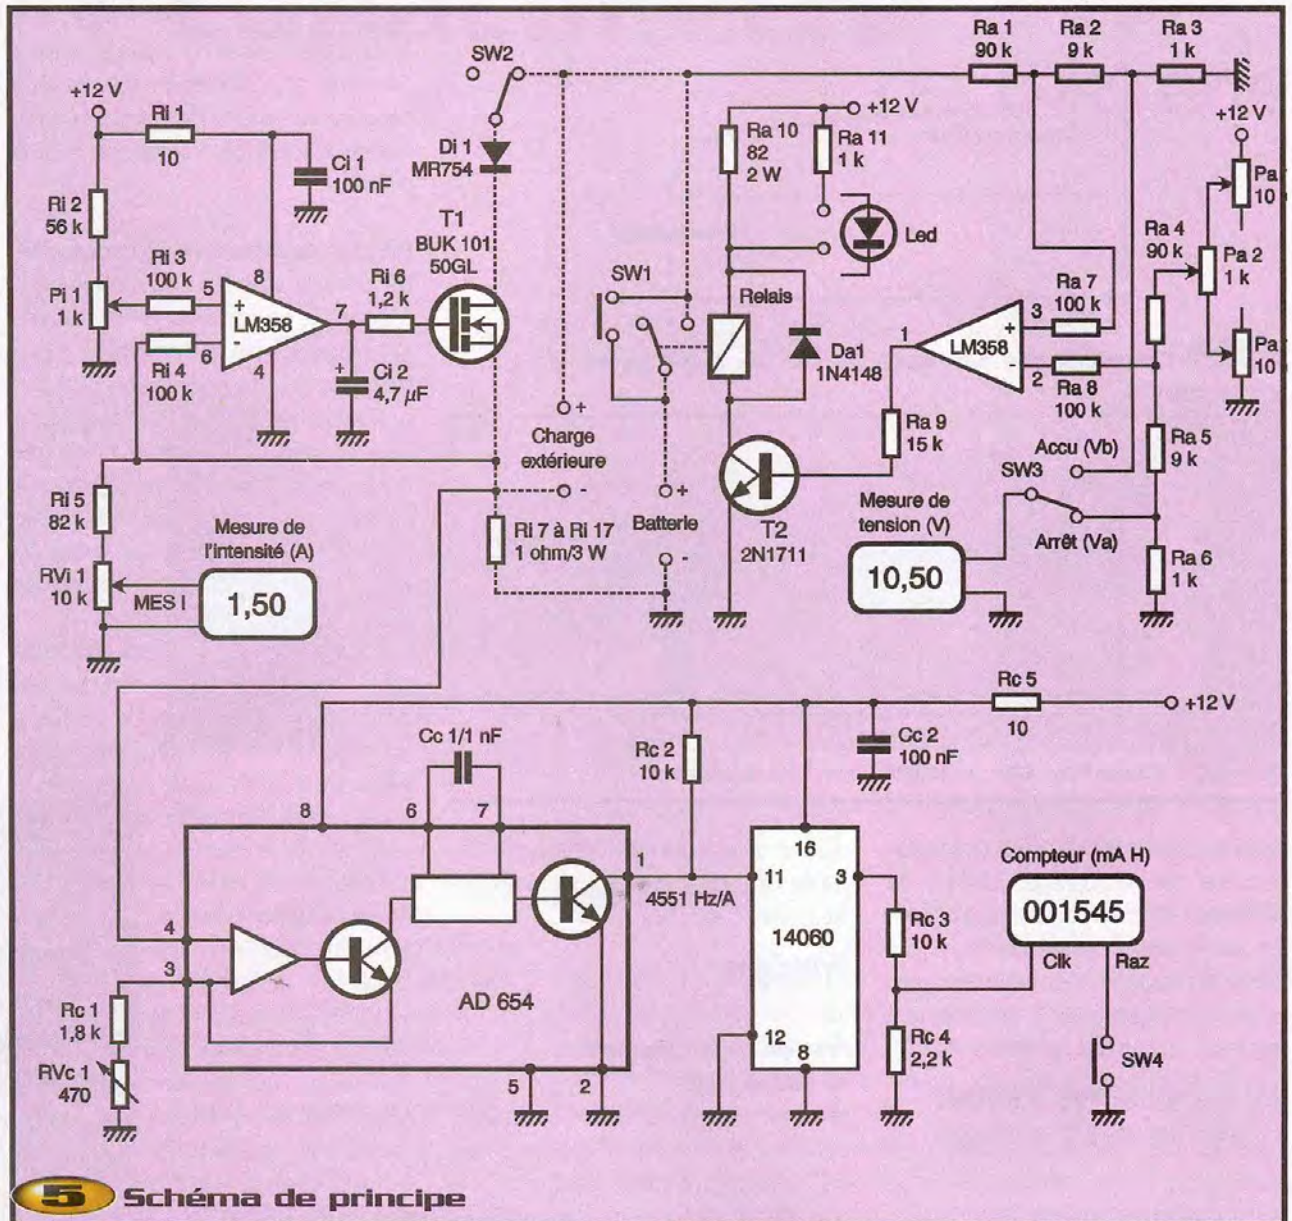 SW2
Ra 1
90 k
Ra 2
9 k
Ra 3
1 k
+12 V
Ri 1
10
Ci 1
100 nF
Di 1
MR754
Ra 10
82
2 W
+12 V
Ra 11
1 k
+12 V
Pa
10
Ri 2
56 k
T1
BUK 101
50GL
Led
Ra 4
90 k
Pa 2
1 k
Ri 3
100 k
Pi 1
1 k
5
+
8
LM358
6
-
4
7
Ri 6
1,2 k
SW1
Relais
Ra 7
100 k
1
LM358
3
+
-
2
Pa
10
Ri 4
100 k
+
Ci 2
4,7 µF
Da1
1N4148
Ra 8
100 k
+
Charge
extérieure
-
Ra 9
15 k
Accu (Vb)
SW3
Arrêt (Va)
Ra 5
9 k
Ri 5
82 k
Mesure de
l'intensité (A)
Ri 7 à Ri 17
1 ohm/3 W
+
Batterie
-
T2
2N1711
Mesure de
tension (V)
10,50
Ra 6
1 k
RVi 1
10 k
MES I
1,50
Cc 1/1 nF
Rc 2
10 k
Cc 2
100 nF
Rc 5
10
+12 V
8
6
7
1
4551 Hz/A
11
16
3
14060
12
8
Compteur (mA H)
001545
Clk
Raz
Rc 3
10 k
4
3
AD 654
5
2
Rc 1
1,8 k
RVc 1
470
Rc 4
2,2 k
SW4
5 Schéma de principe